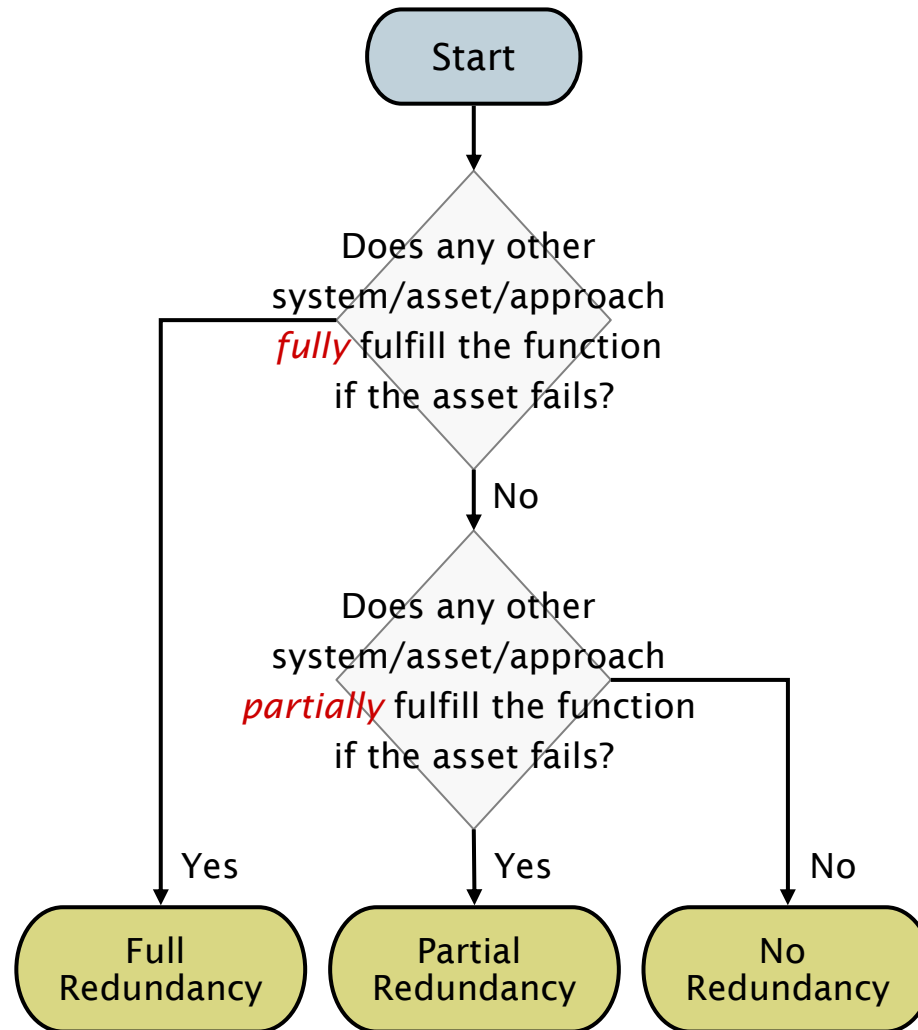 Start
Does any other
system/asset/approach
fully fulfill the function
if the asset fails?
No
Does any other
system/asset/approach
partially fulfill the function
if the asset fails?
Yes
Yes
No
Full
Redundancy
Partial
Redundancy
No
Redundancy